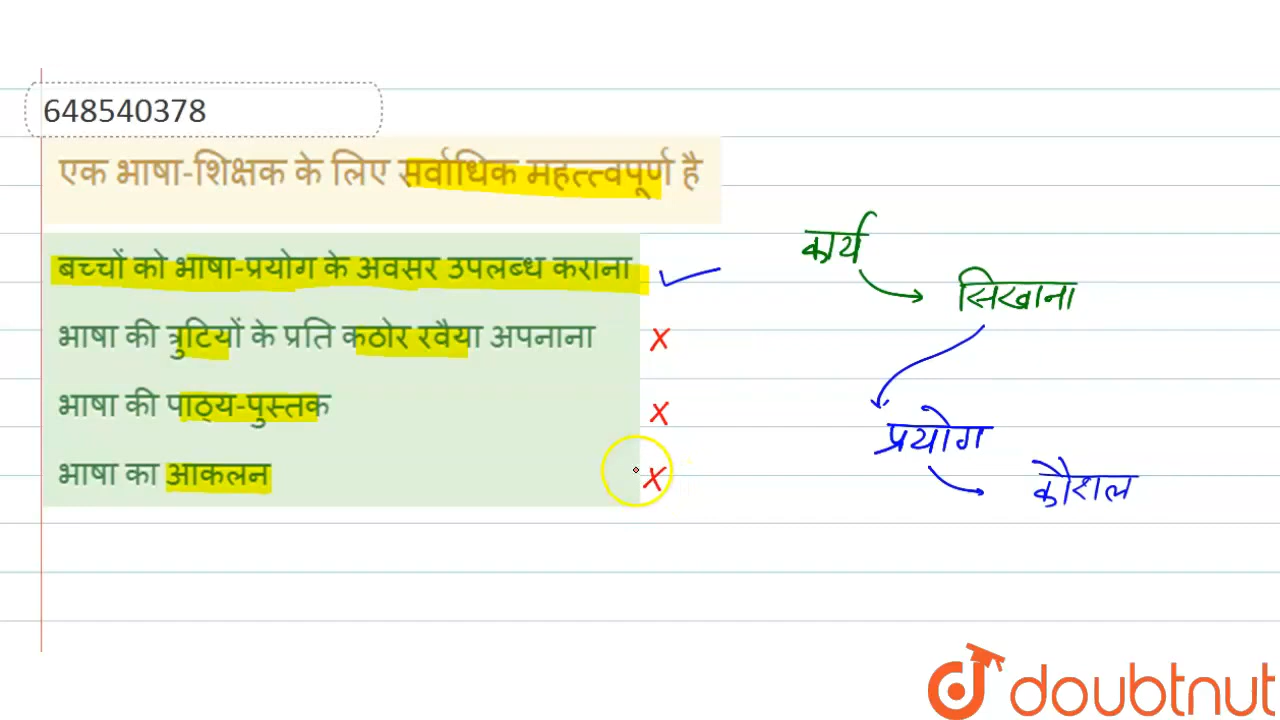 648540378
एक भाषा-शिक्षक के लिए सर्वाधिक महत्त्वपूर्ण है
बच्चों को भाषा-प्रयोग के अवसर उपलब्ध कराना
भाषा की त्रुटियों के प्रति कठोर रवैया अपनाना
भाषा की पाठ्य-पुस्तक
भाषा का आकलन
कार्य
सिखाना
प्रयोग
कौशल
doubtnut